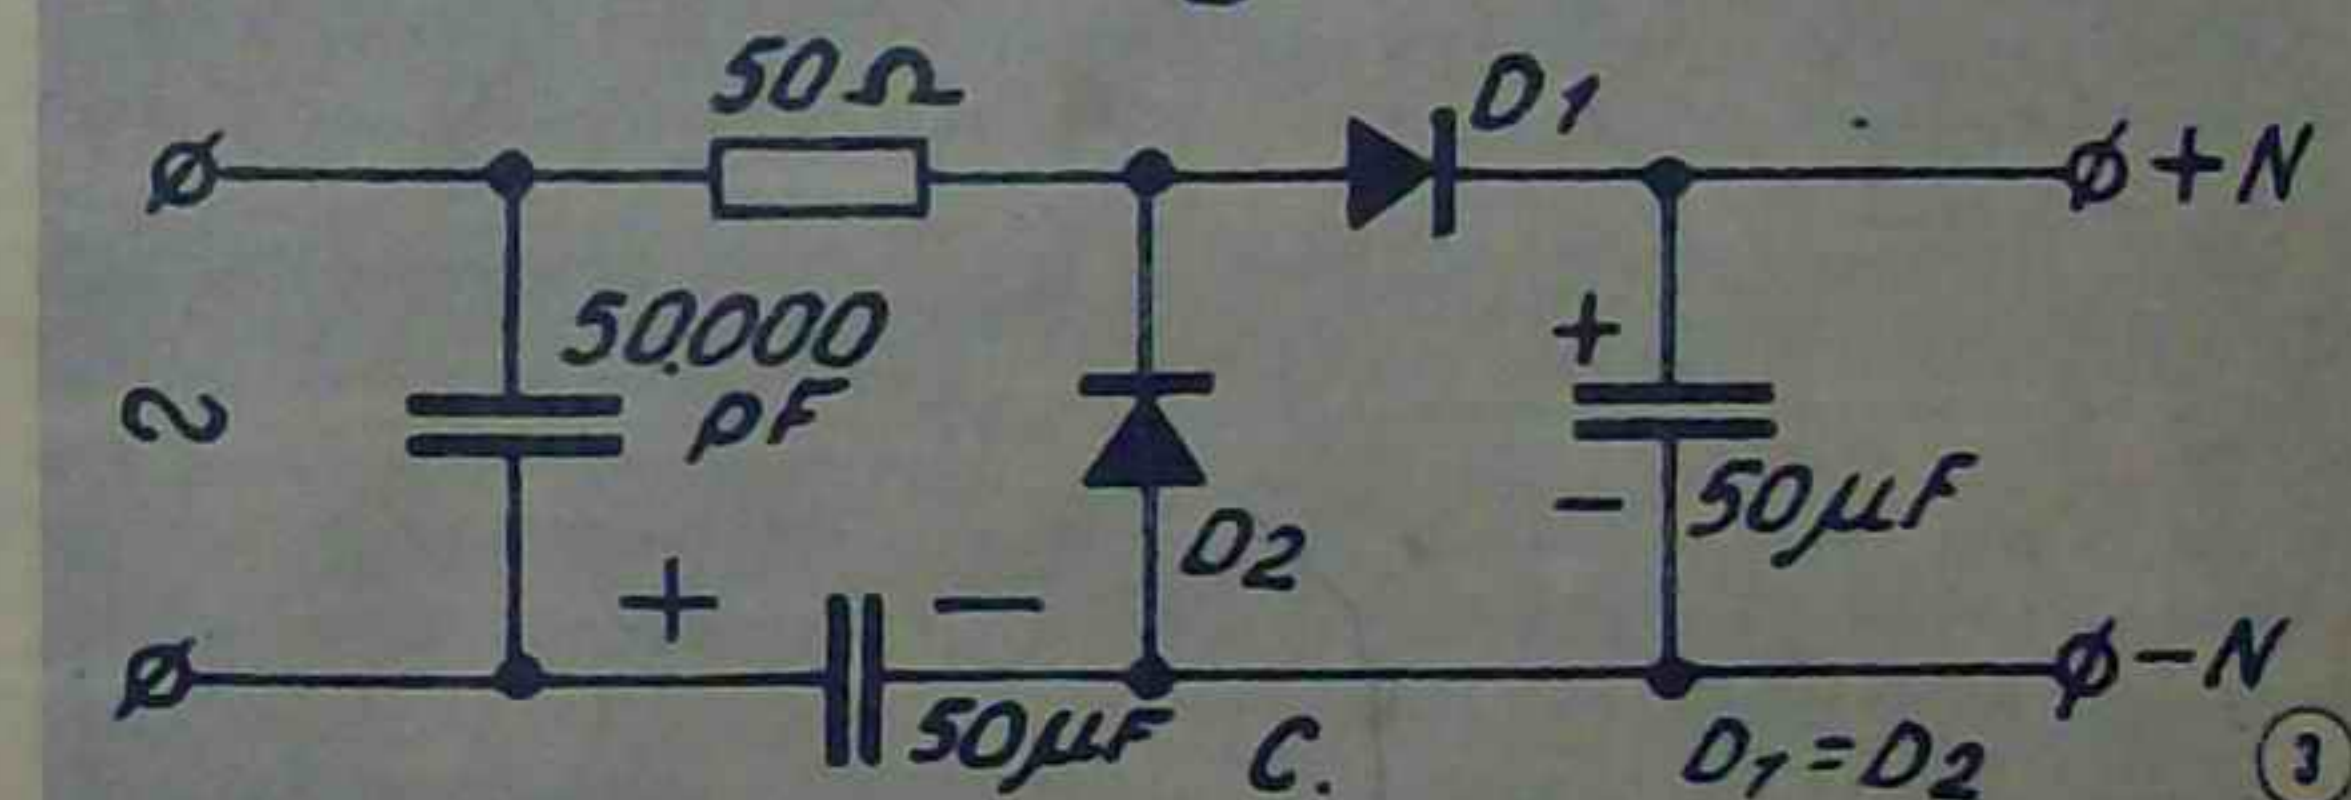 50Ω
D1
+N
50.000
pF
+
-
50µF
~
D2
+ -
50µF
C.
-N
D1=D2
3